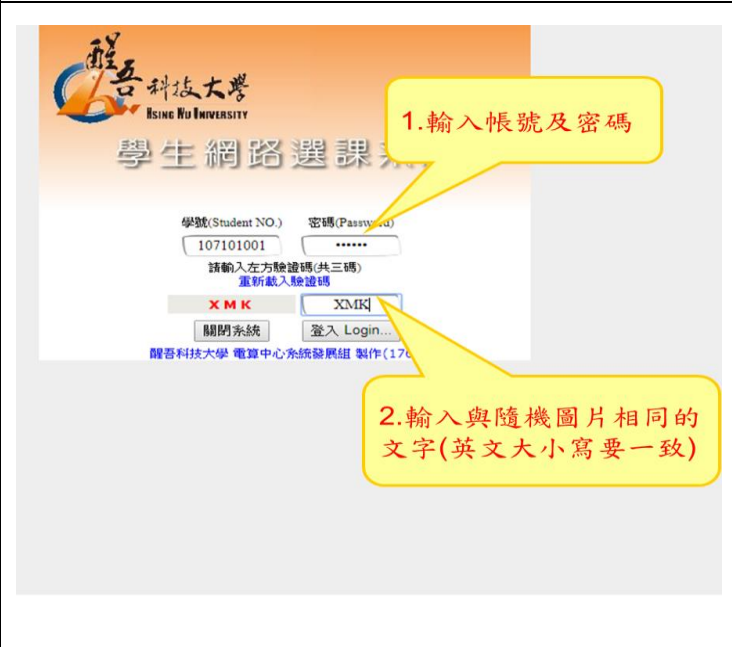 醒吾科技大學
HSING WU UNIVERSITY
學生網路選課
1.輸入帳號及密碼
學號(Student NO.) 密碼(Password)
107101001 ••••••
請輸入左方驗證碼(共三碼)
重新載入驗證碼
XMK XMK
關閉系統 登入 Login...
醒吾科技大學 電算中心系統發展組 製作(176
2.輸入與隨機圖片相同的
文字(英文大小寫要一致)